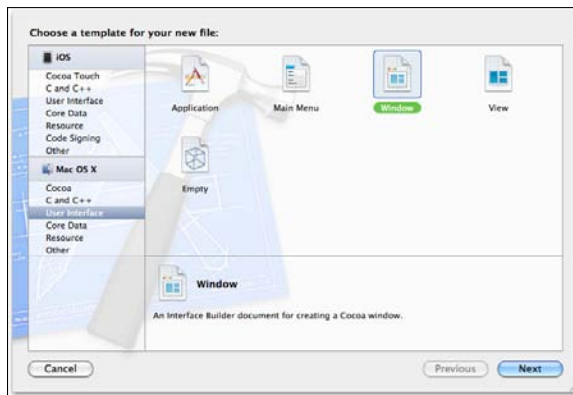 Choose a template for your new file:
iOS
Cocoa Touch
C and C++
User Interface
Core Data
Resource
Code Signing
Other
Mac OS X
Cocoa
C and C++
User Interface
Core Data
Resource
Other
Application
Main Menu
Window
View
Empty
Window
An Interface Builder document for creating a Cocoa window.
Cancel
Previous
Next